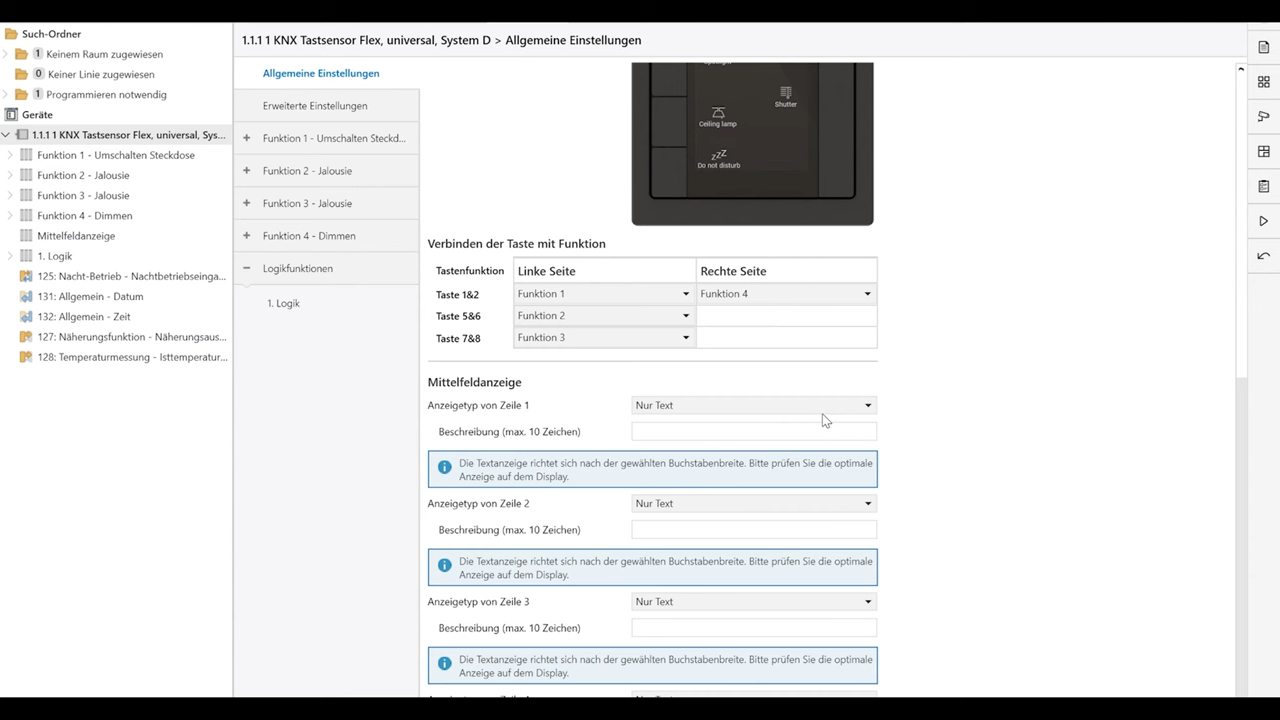 Such-Ordner
1 Keinem Raum zugewiesen
0 Keiner Linie zugewiesen
1 Programmieren notwendig
Geräte
1.1.1 1 KNX Tastsensor Flex, universal, Sys...
Funktion 1 - Umschalten Steckdose
Funktion 2 - Jalousie
Funktion 3 - Jalousie
Funktion 4 - Dimmen
Mittelfeldanzeige
1. Logik
125: Nacht-Betrieb - Nachtbetriebseinga...
131: Allgemein - Datum
132: Allgemein - Zeit
127: Näherungsfunktion - Näherungsaus...
128: Temperaturmessung - Isttemperatur...
1.1.1 1 KNX Tastsensor Flex, universal, System D > Allgemeine Einstellungen
Allgemeine Einstellungen
Erweiterte Einstellungen
+ Funktion 1 - Umschalten Steckd...
+ Funktion 2 - Jalousie
+ Funktion 3 - Jalousie
+ Funktion 4 - Dimmen
− Logikfunktionen
1. Logik
Shutter
Ceiling lamp
zZZ
Do not disturb
Verbinden der Taste mit Funktion
Tastenfunktion Linke Seite Rechte Seite
Taste 1&2 Funktion 1 Funktion 4
Taste 5&6 Funktion 2
Taste 7&8 Funktion 3
Mittelfeldanzeige
Anzeigetyp von Zeile 1 Nur Text
Beschreibung (max. 10 Zeichen)
Die Textanzeige richtet sich nach der gewählten Buchstabenbreite. Bitte prüfen Sie die optimale
Anzeige auf dem Display.
Anzeigetyp von Zeile 2 Nur Text
Beschreibung (max. 10 Zeichen)
Die Textanzeige richtet sich nach der gewählten Buchstabenbreite. Bitte prüfen Sie die optimale
Anzeige auf dem Display.
Anzeigetyp von Zeile 3 Nur Text
Beschreibung (max. 10 Zeichen)
Die Textanzeige richtet sich nach der gewählten Buchstabenbreite. Bitte prüfen Sie die optimale
Anzeige auf dem Display.